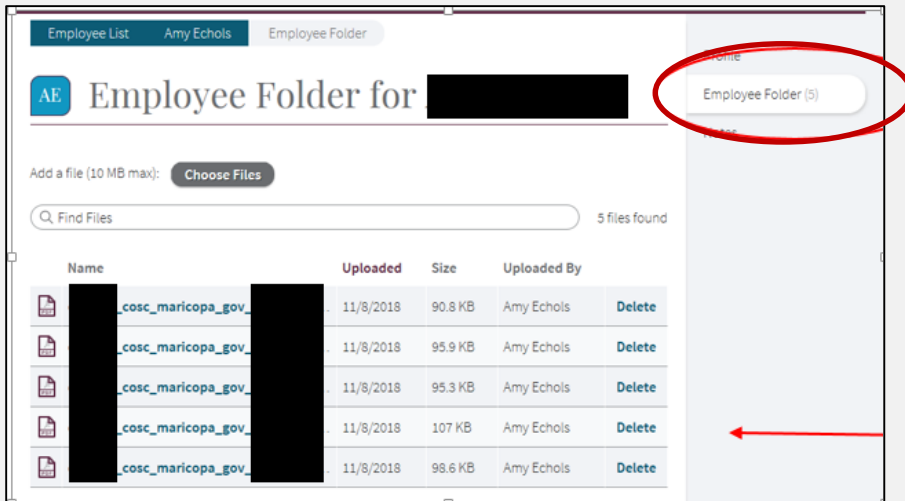 Employee List Amy Echols Employee Folder
AE Employee Folder for
Profile
Employee Folder (5)
Notes
Add a file (10 MB max): Choose Files
Find Files 5 files found
Name Uploaded Size Uploaded By
_cosc_maricopa_gov_ .. 11/8/2018 90.8 KB Amy Echols Delete
_cosc_maricopa_gov_ .. 11/8/2018 95.9 KB Amy Echols Delete
_cosc_maricopa_gov_ .. 11/8/2018 95.3 KB Amy Echols Delete
_cosc_maricopa_gov_ .. 11/8/2018 107 KB Amy Echols Delete
_cosc_maricopa_gov_ .. 11/8/2018 98.6 KB Amy Echols Delete